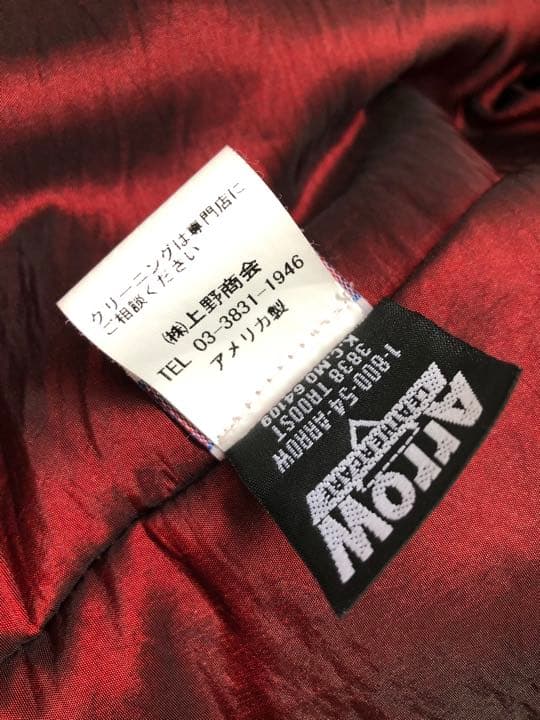 クリーニングは専門店に
ご相談ください
㈱上野商会
TEL 03-3831-1946
アメリカ製
Arrow
LEATHERCARE
1-800-54-ARROW
3838 TROOST
K.C.MO.64109